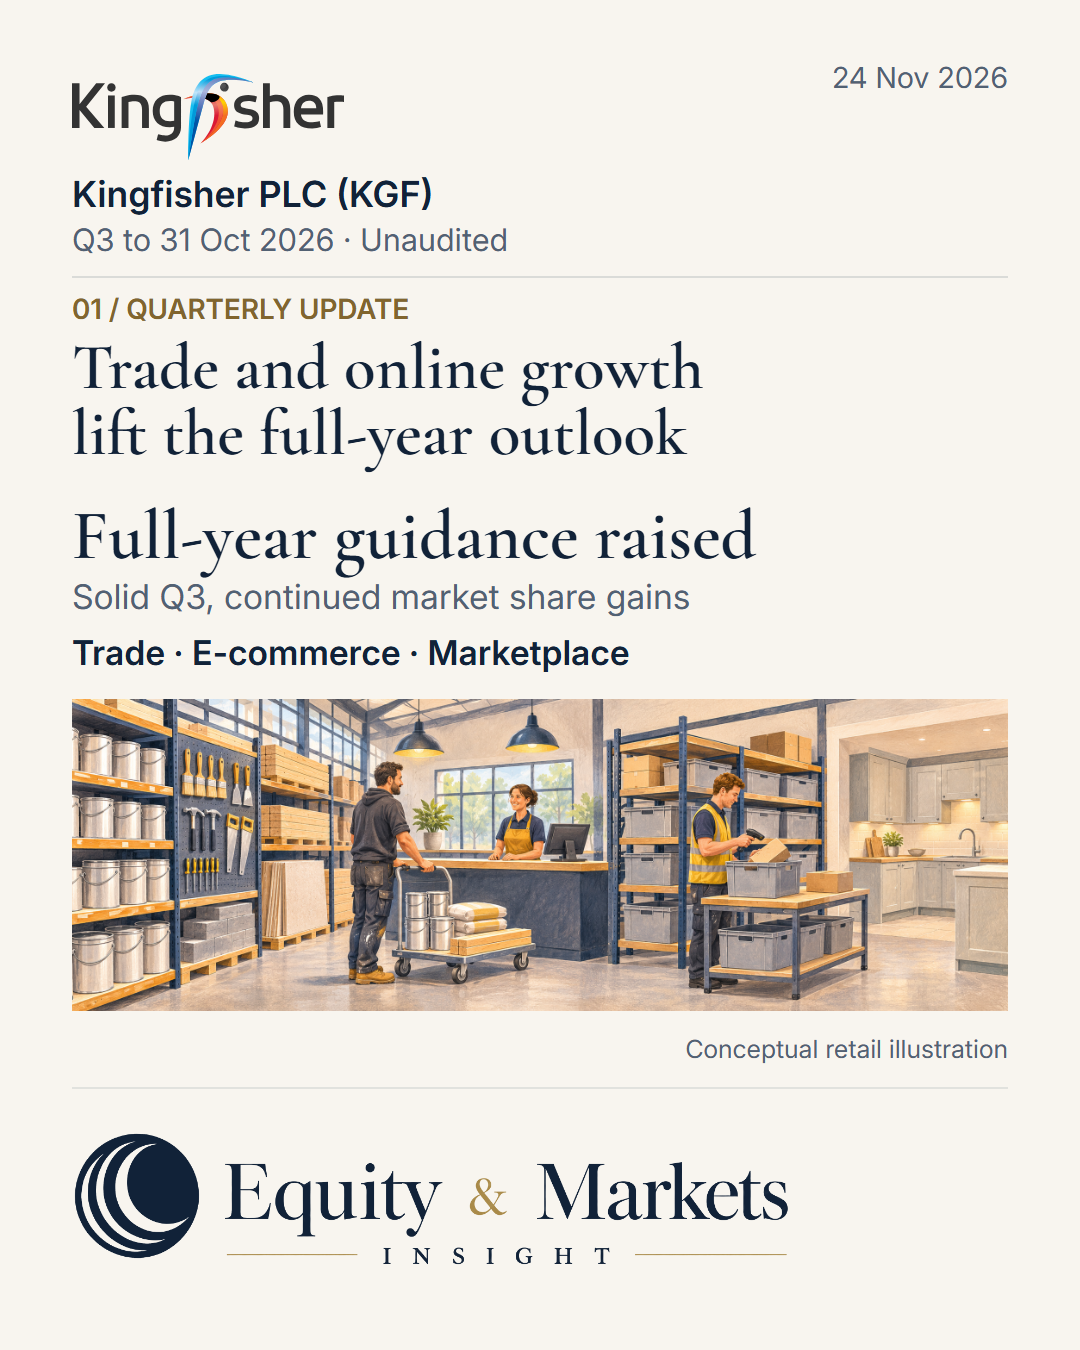 Kingfisher
24 Nov 2026
Kingfisher PLC (KGF)
Q3 to 31 Oct 2026 · Unaudited
01 / QUARTERLY UPDATE
Trade and online growth
lift the full-year outlook
Full-year guidance raised
Solid Q3, continued market share gains
Trade · E-commerce · Marketplace
Conceptual retail illustration
Equity & Markets
INSIGHT